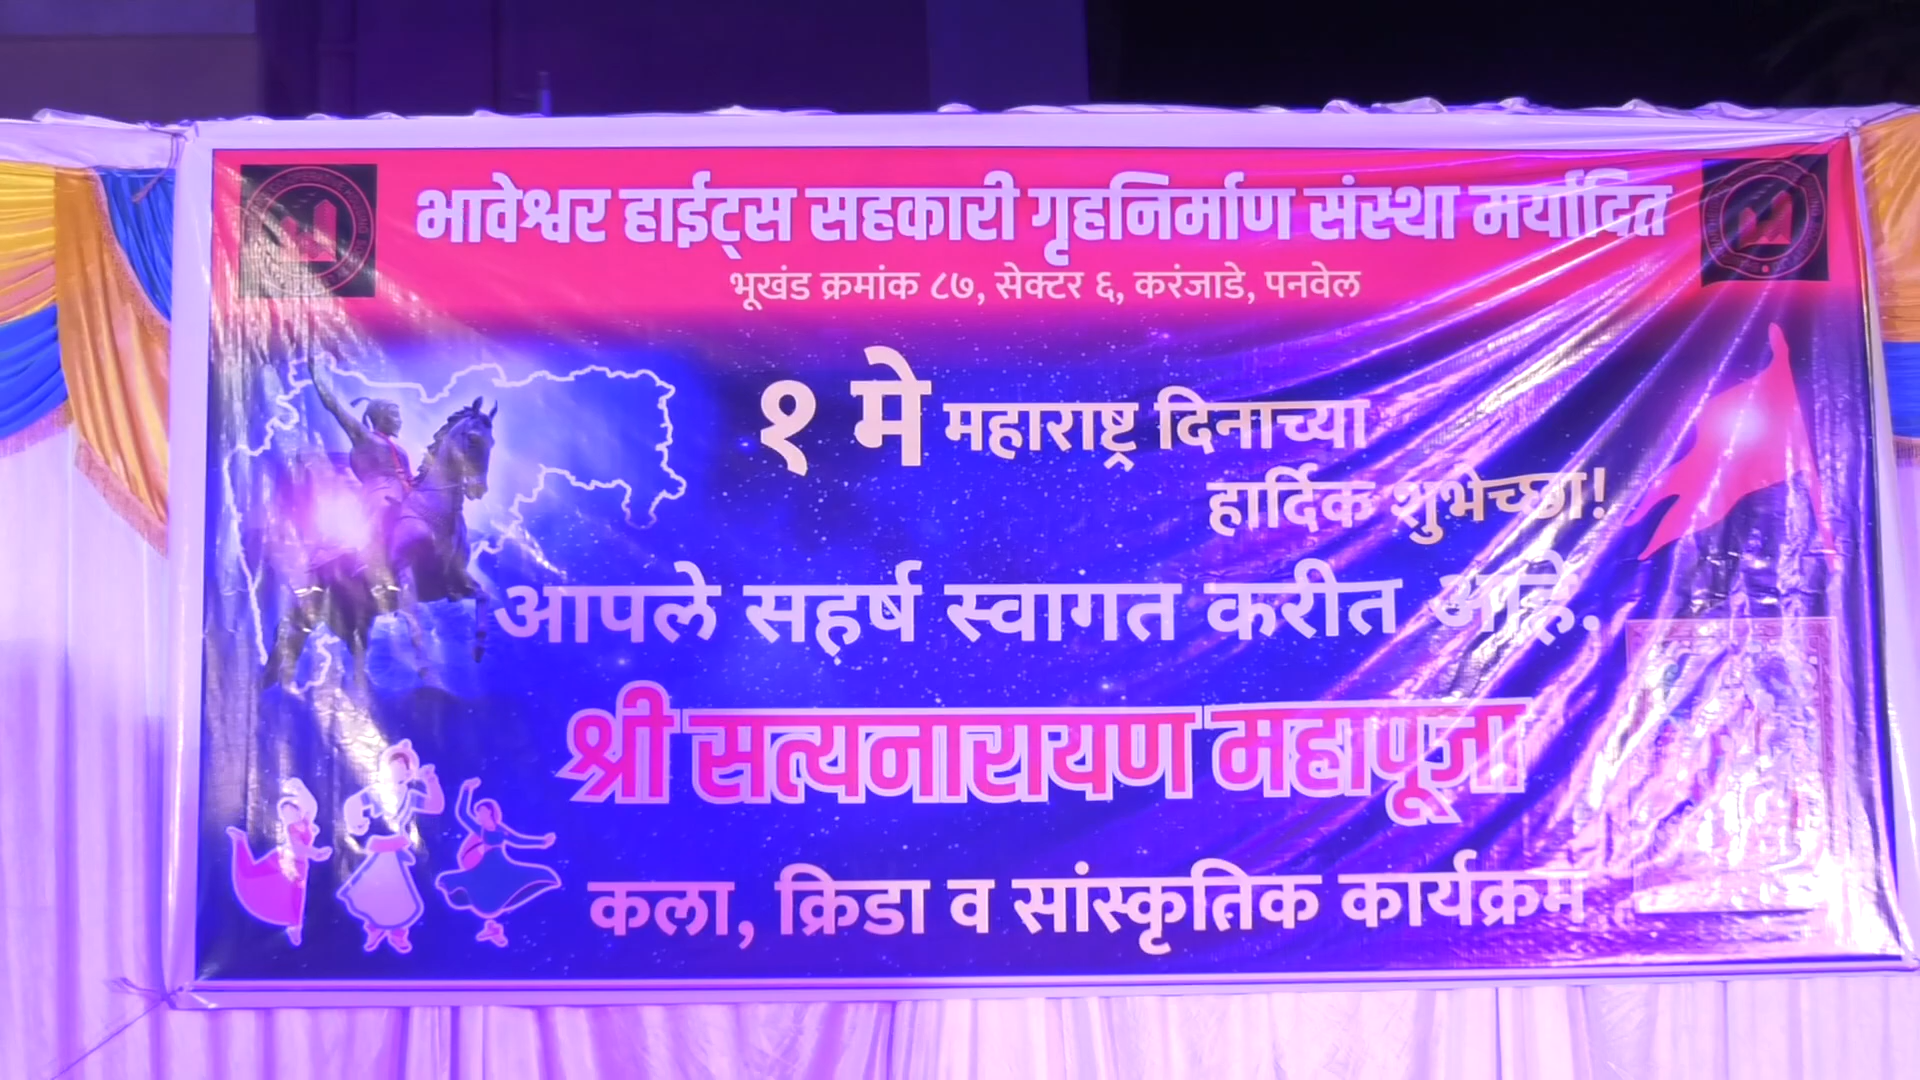 भावेश्वर हाईट्स सहकारी गृहनिर्माण संस्था मर्यादित
भूखंड क्रमांक ८७, सेक्टर ६, करंजाडे, पनवेल
१ मे महाराष्ट्र दिनाच्या
हार्दिक शुभेच्छा!
आपले सहर्ष स्वागत करीत आहे.
श्री सत्यनारायण महापूजा
कला, क्रिडा व सांस्कृतिक कार्यक्रम